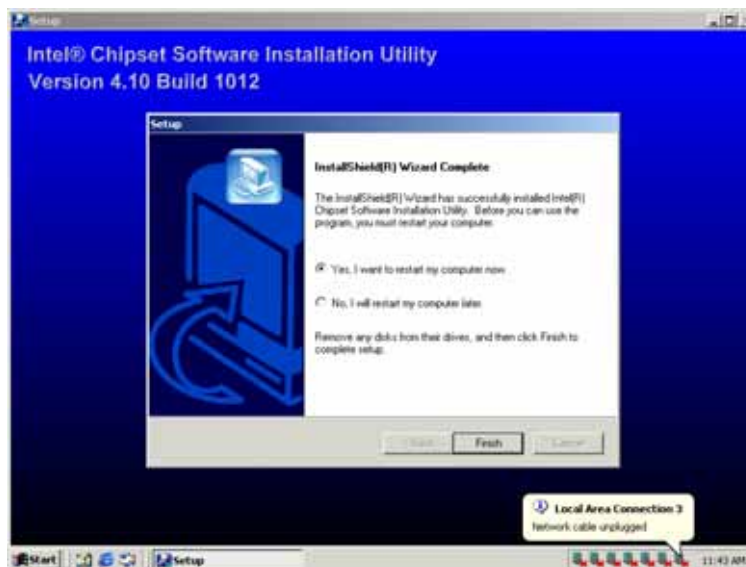 Setup
Intel® Chipset Software Installation Utility
Version 4.10 Build 1012
Setup
InstallShield(R) Wizard Complete
The InstallShield(R) Wizard has successfully installed Intel(R)
Chipset Software Installation Utility. Before you can use the
program, you must restart your computer.
Yes, I want to restart my computer now.
No, I will restart my computer later.
Remove any disks from their drives, and then click Finish to
complete setup.
< Back
Finish
Cancel
Local Area Connection 3
Network cable unplugged
Start
Setup
11:43 AM